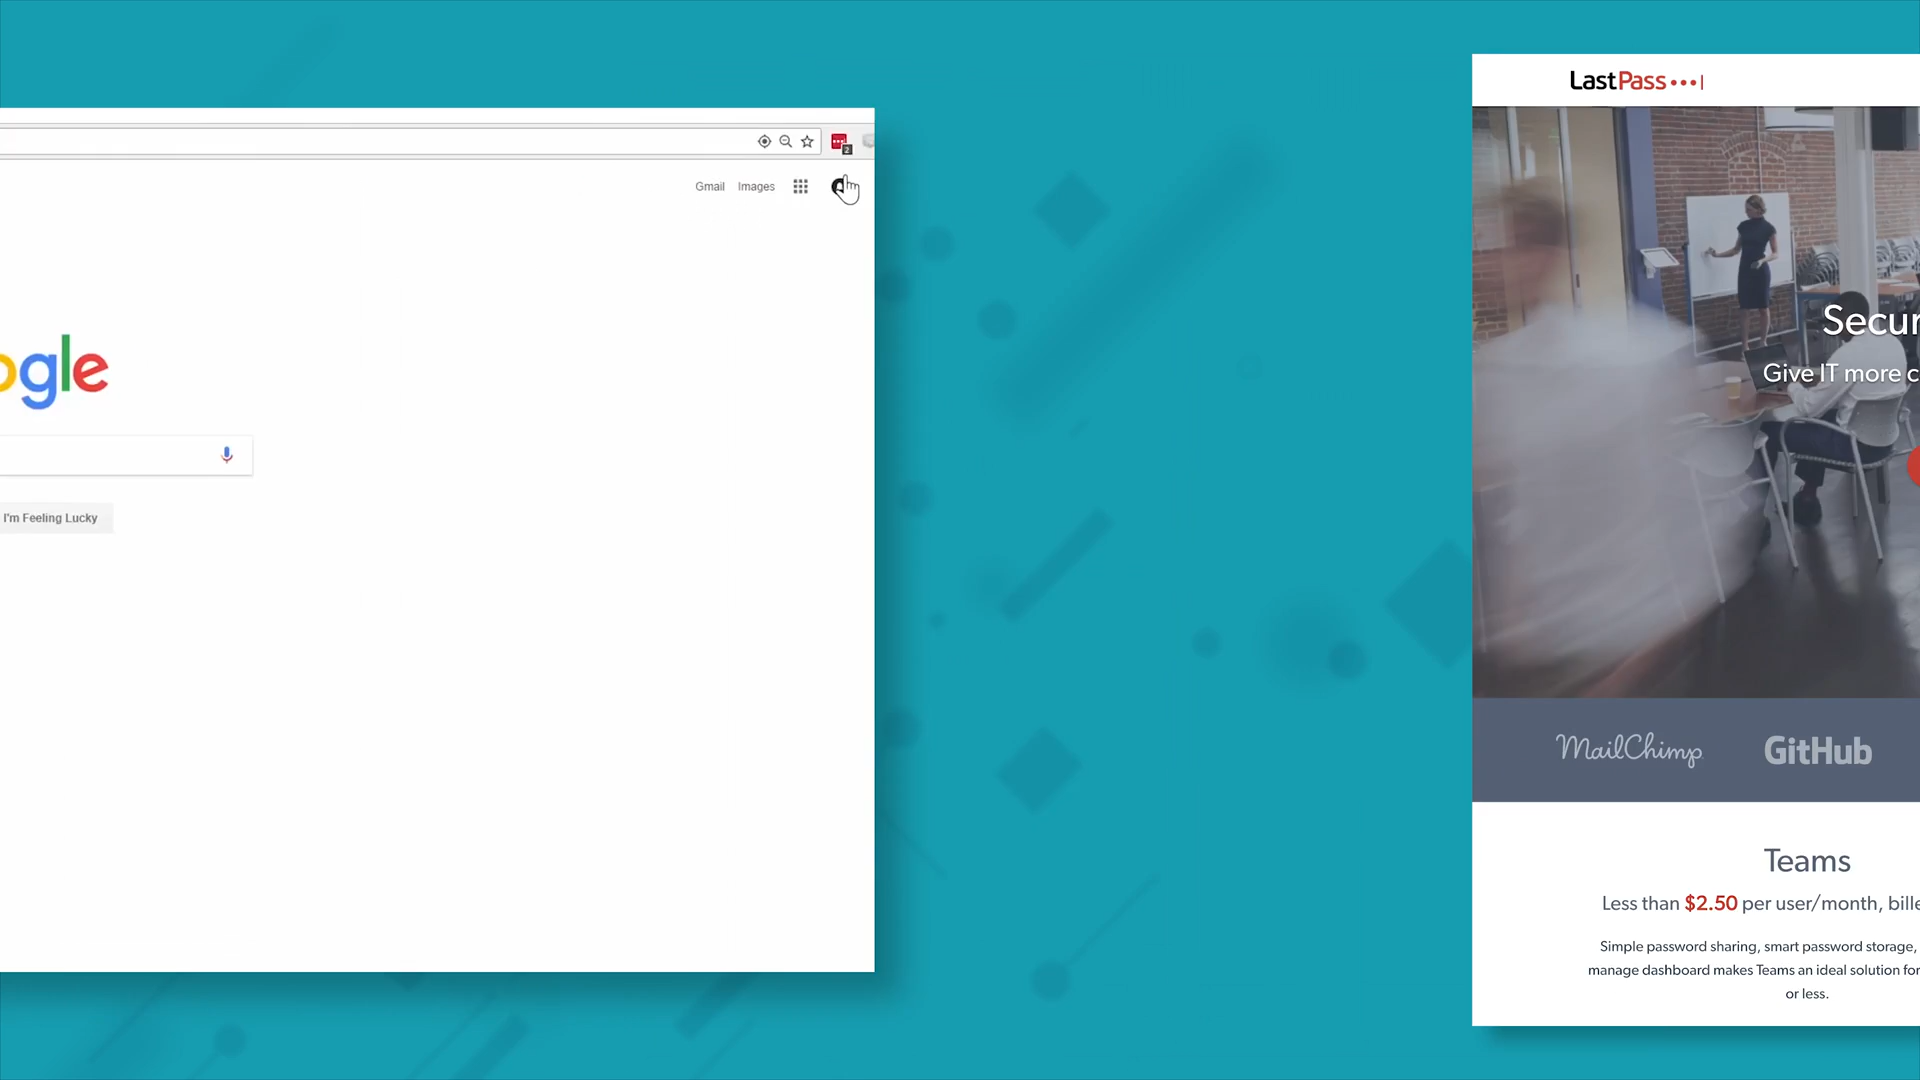 2
Gmail Images
ogle
I'm Feeling Lucky
LastPass
Secur
Give IT more c
MailChimp GitHub
Teams
Less than $2.50 per user/month, bille
Simple password sharing, smart password storage,
manage dashboard makes Teams an ideal solution for
or less.